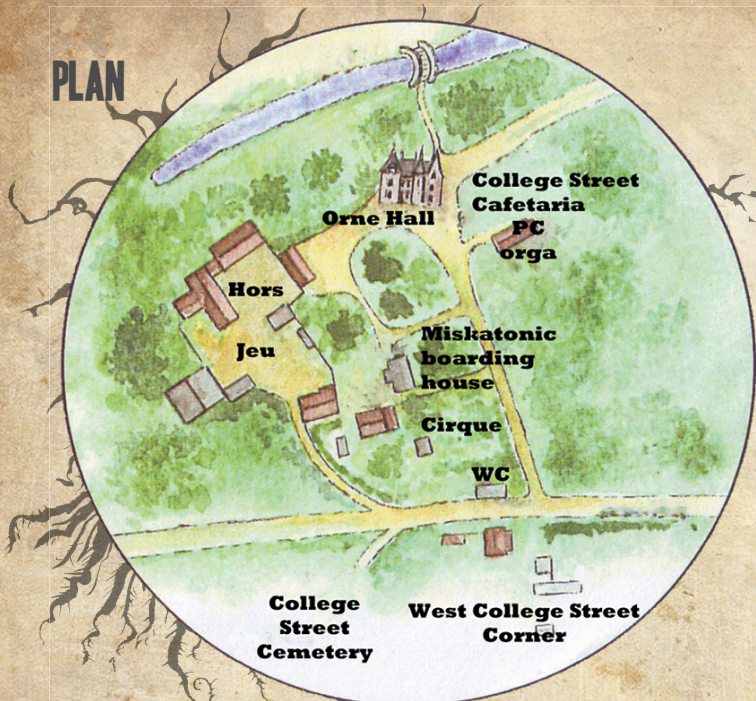 PLAN
College Street
Cafetaria
PC
orga
Orne Hall
Hors
Jeu
Miskatonic
boarding
house
Cirque
WC
College
Street
Cemetery
West College Street
Corner